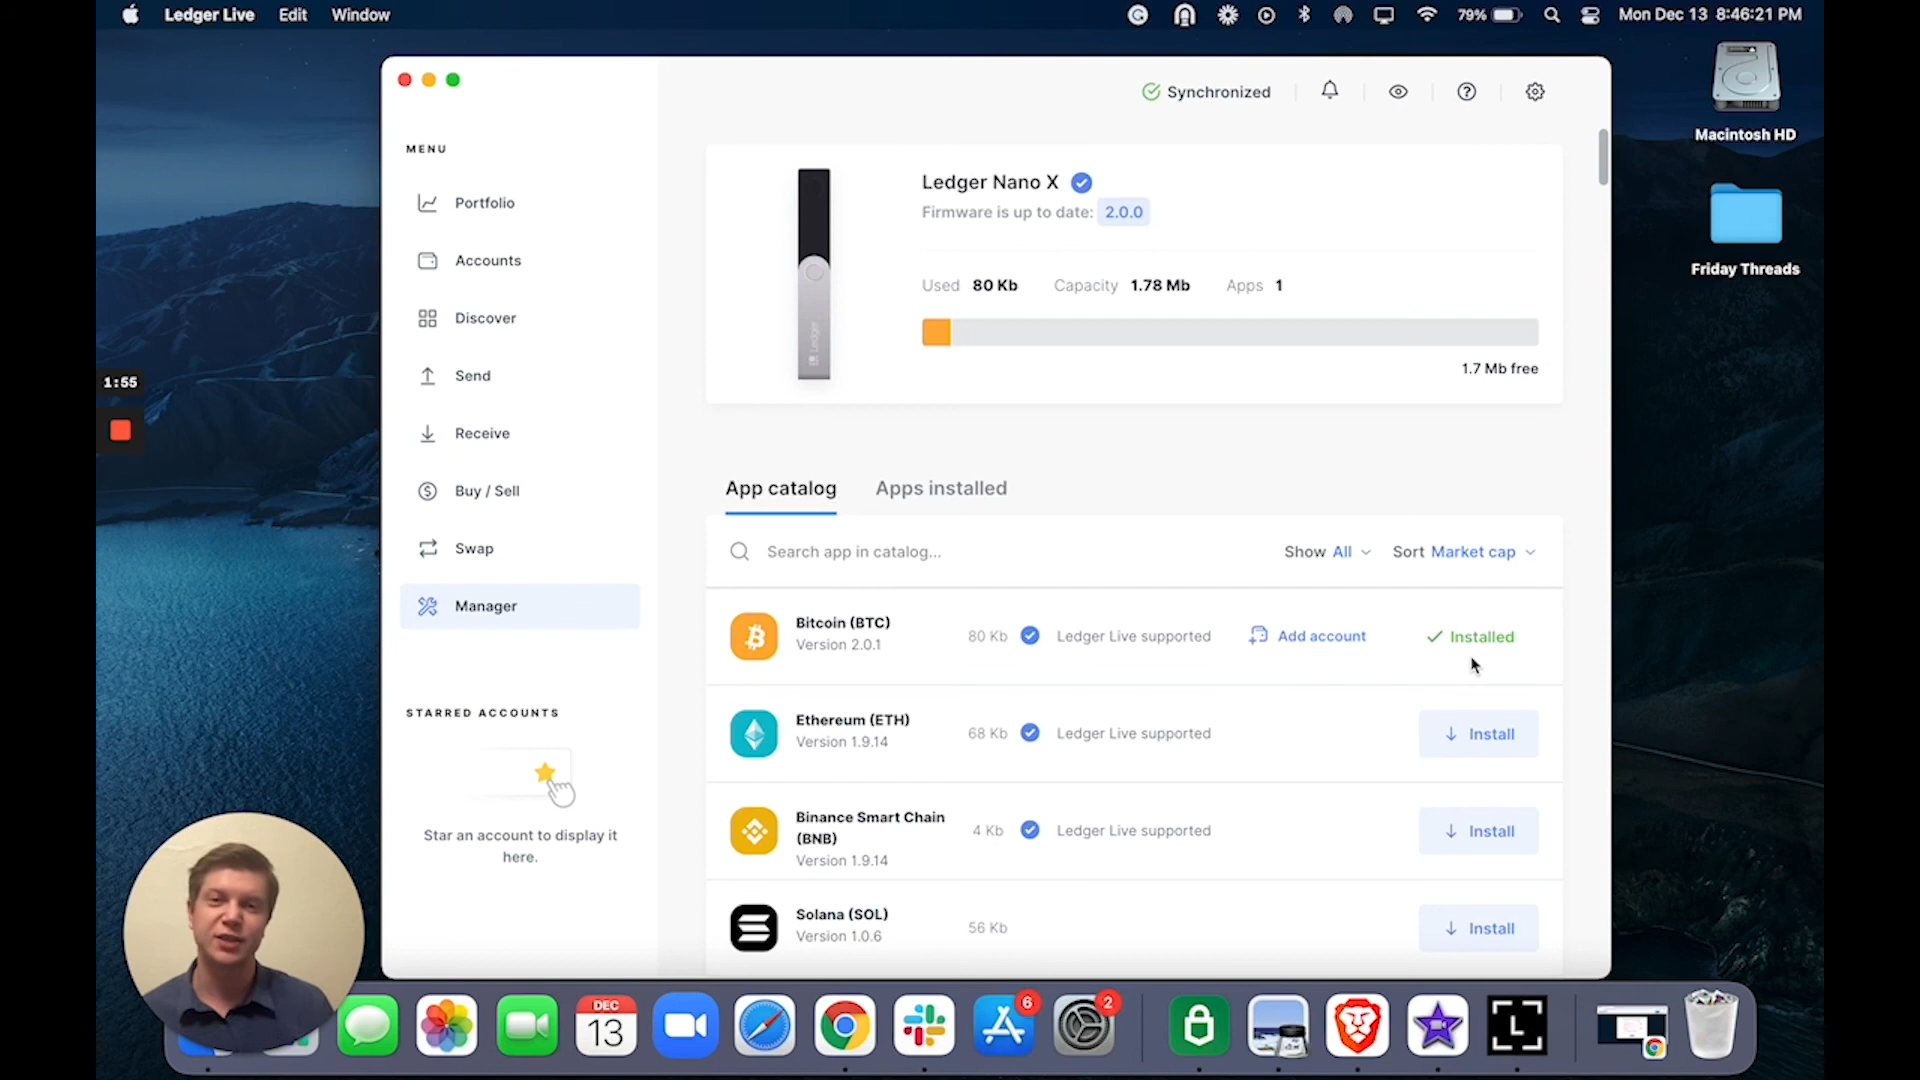 Ledger Live Edit Window
79% Mon Dec 13 8:46:21 PM
Macintosh HD
Friday Threads
1:55
Synchronized
MENU
Portfolio
Accounts
Discover
Send
Receive
Buy / Sell
Swap
Manager
STARRED ACCOUNTS
Star an account to display it
here.
Ledger Nano X
Firmware is up to date: 2.0.0
Used 80 Kb Capacity 1.78 Mb Apps 1
1.7 Mb free
Ledger
App catalog Apps installed
Search app in catalog... Show All Sort Market cap
Bitcoin (BTC)
Version 2.0.1
80 Kb Ledger Live supported Add account Installed
Ethereum (ETH)
Version 1.9.14
68 Kb Ledger Live supported Install
Binance Smart Chain
(BNB)
Version 1.9.14
4 Kb Ledger Live supported Install
Solana (SOL)
Version 1.0.6
56 Kb Install
DEC
13
6
2
L